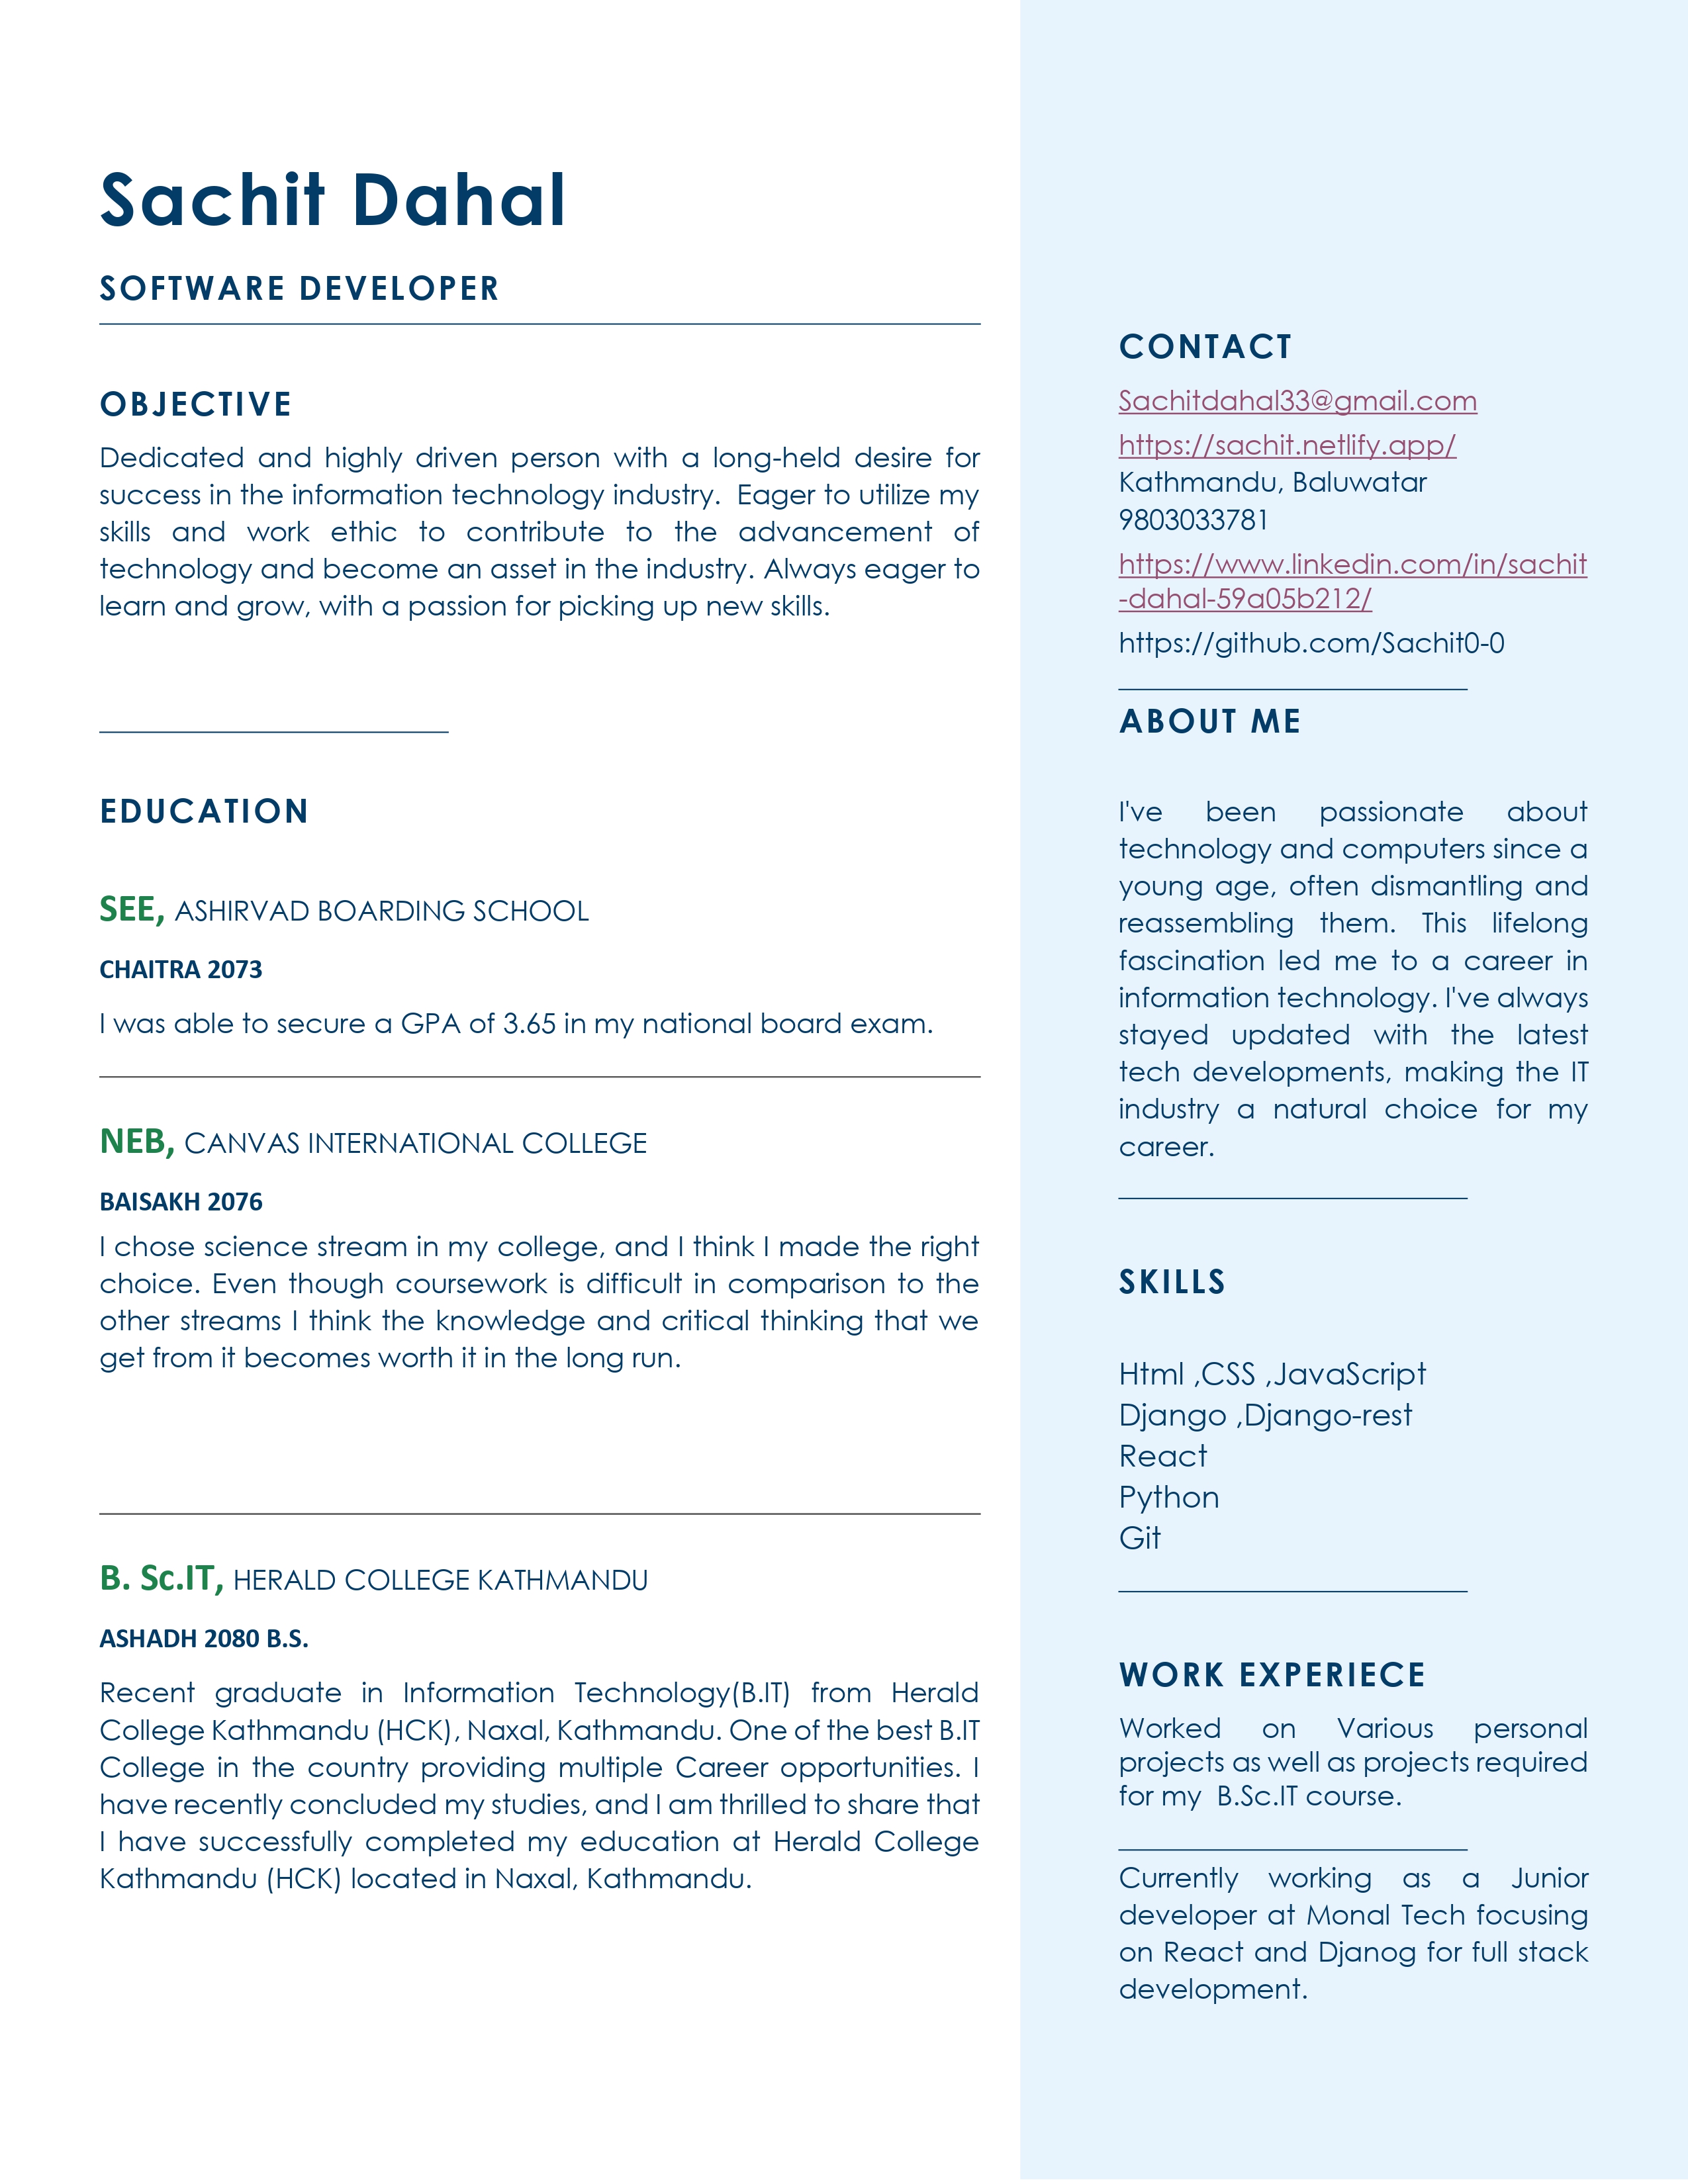 Sachit Dahal
SOFTWARE DEVELOPER
OBJECTIVE
Dedicated and highly driven person with a long-held desire for
success in the information technology industry.  Eager to utilize my
skills and work ethic to contribute to the advancement of
technology and become an asset in the industry. Always eager to
learn and grow, with a passion for picking up new skills.
EDUCATION
SEE, ASHIRVAD BOARDING SCHOOL
CHAITRA 2073
I was able to secure a GPA of 3.65 in my national board exam.
NEB, CANVAS INTERNATIONAL COLLEGE
BAISAKH 2076
I chose science stream in my college, and I think I made the right
choice. Even though coursework is difficult in comparison to the
other streams I think the knowledge and critical thinking that we
get from it becomes worth it in the long run.
B. Sc.IT, HERALD COLLEGE KATHMANDU
ASHADH 2080 B.S.
Recent graduate in Information Technology(B.IT) from Herald
College Kathmandu (HCK), Naxal, Kathmandu. One of the best B.IT
College in the country providing multiple Career opportunities. I
have recently concluded my studies, and I am thrilled to share that
I have successfully completed my education at Herald College
Kathmandu (HCK) located in Naxal, Kathmandu.
CONTACT
Sachitdahal33@gmail.com
https://sachit.netlify.app/
Kathmandu, Baluwatar
9803033781
https://www.linkedin.com/in/sachit
-dahal-59a05b212/
https://github.com/Sachit0-0
ABOUT ME
I've been passionate about
technology and computers since a
young age, often dismantling and
reassembling them. This lifelong
fascination led me to a career in
information technology. I've always
stayed updated with the latest
tech developments, making the IT
industry a natural choice for my
career.
SKILLS
Html ,CSS ,JavaScript
Django ,Django-rest
React
Python
Git
WORK EXPERIECE
Worked on Various personal
projects as well as projects required
for my  B.Sc.IT course.
Currently working as a Junior
developer at Monal Tech focusing
on React and Djanog for full stack
development.